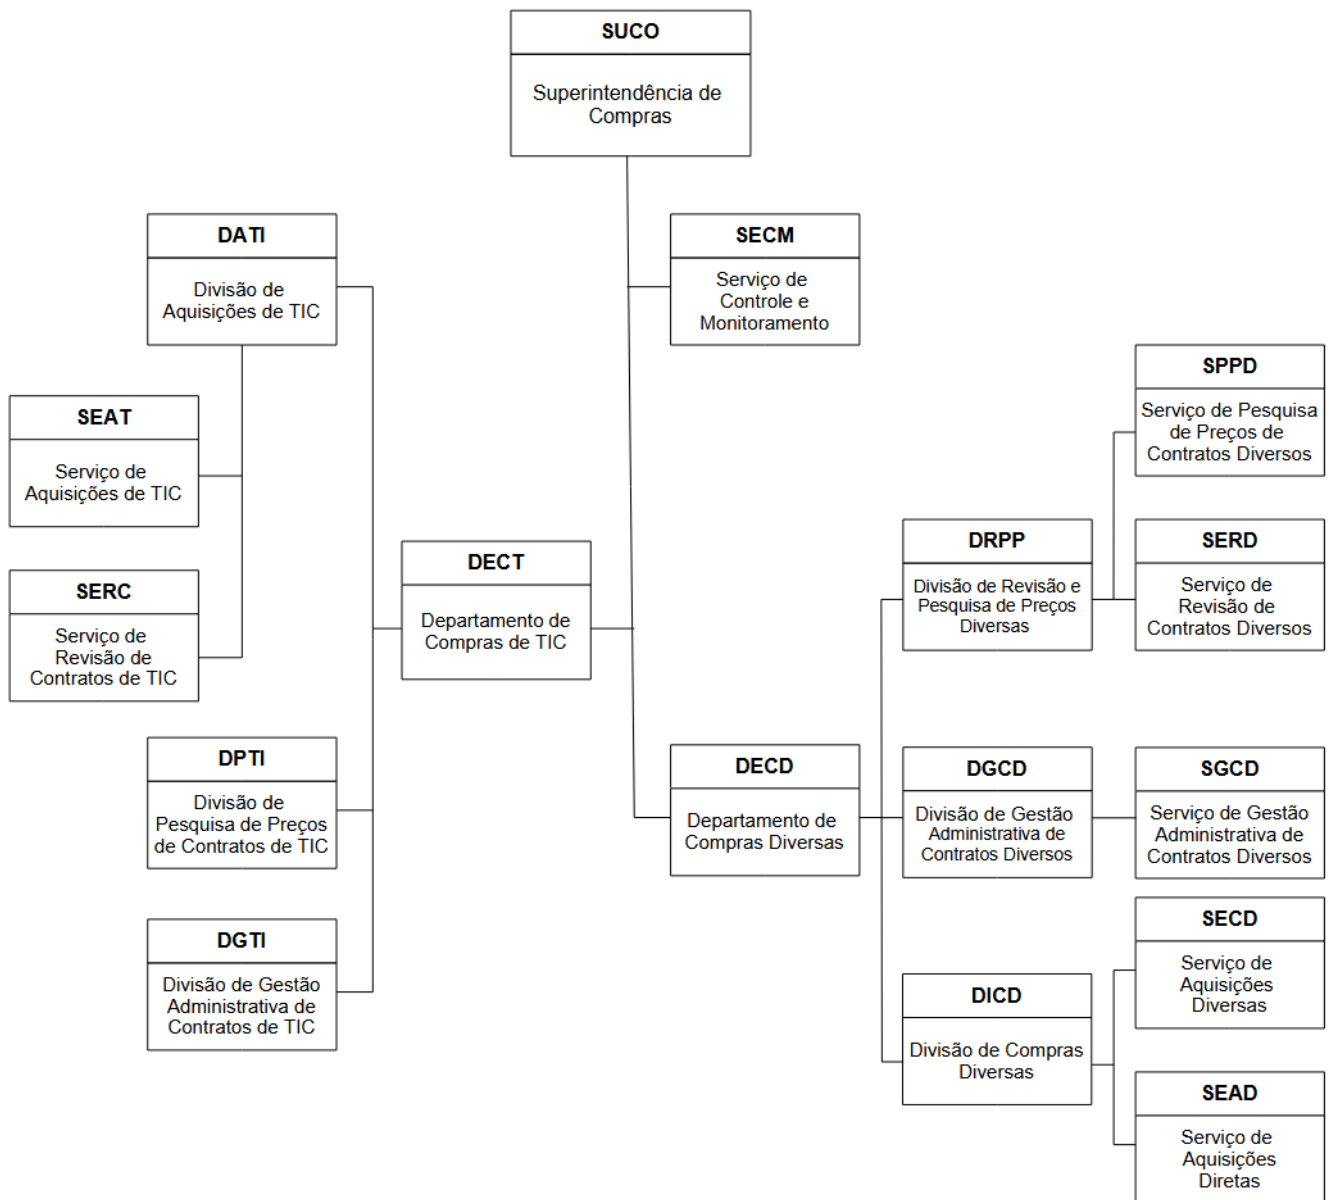 SUCO
Superintendência de
Compras
DATI
Divisão de
Aquisições de TIC
SECM
Serviço de
Controle e
Monitoramento
SEAT
Serviço de
Aquisições de TIC
SERC
Serviço de
Revisão de
Contratos de TIC
DECT
Departamento de
Compras de TIC
DPTI
Divisão de
Pesquisa de Preços
de Contratos de TIC
DGTI
Divisão de Gestão
Administrativa de
Contratos de TIC
DECD
Departamento de
Compras Diversas
DRPP
Divisão de Revisão e
Pesquisa de Preços
Diversas
SPPD
Serviço de Pesquisa
de Preços de
Contratos Diversos
SERD
Serviço de
Revisão de
Contratos Diversos
DGCD
Divisão de Gestão
Administrativa de
Contratos Diversos
SGCD
Serviço de Gestão
Administrativa de
Contratos Diversos
DICD
Divisão de Compras
Diversas
SECD
Serviço de
Aquisições
Diversas
SEAD
Serviço de
Aquisições
Diretas